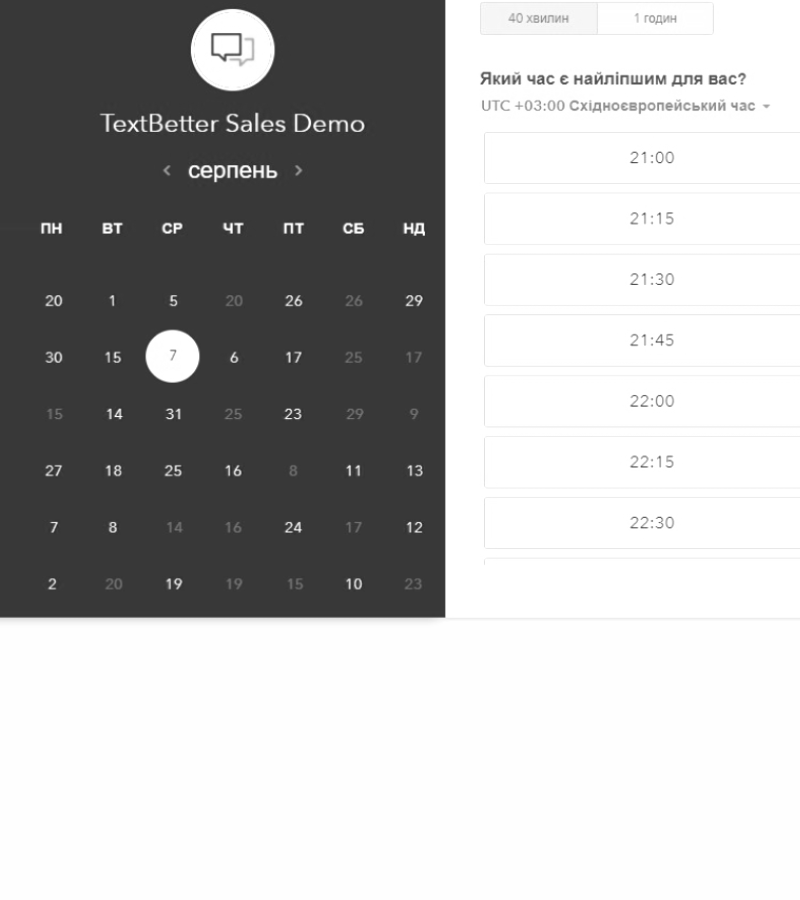 TextBetter Sales Demo
серпень
ПН ВТ СР ЧТ ПТ СБ НД
20 1 5 20 26 26 29
30 15 7 6 17 25 17
15 14 31 25 23 29 9
27 18 25 16 8 11 13
7 8 14 16 24 17 12
2 20 19 19 15 10 23
40 хвилин 1 годин
Який час є найліпшим для вас?
UTC +03:00 Східноєвропейський час
21:00
21:15
21:30
21:45
22:00
22:15
22:30